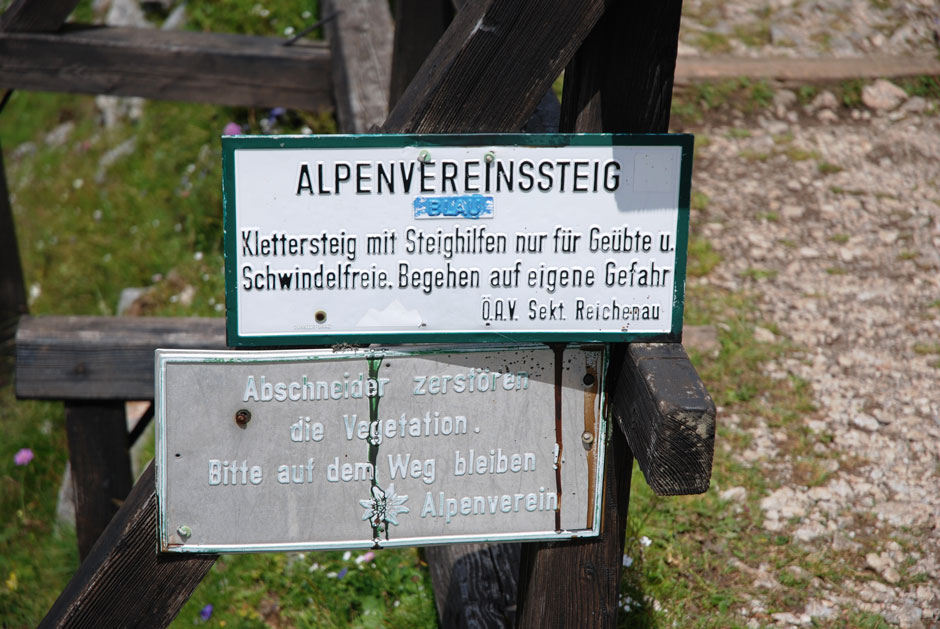 ALPENVEREINSSTEIG
BLAU
Klettersteig mit Steighilfen nur für Geübte u.
Schwindelfreie. Begehen auf eigene Gefahr
Ö.A.V. Sekt. Reichenau
Abschneider zerstören
die Vegetation.
Bitte auf dem Weg bleiben !
Alpenverein